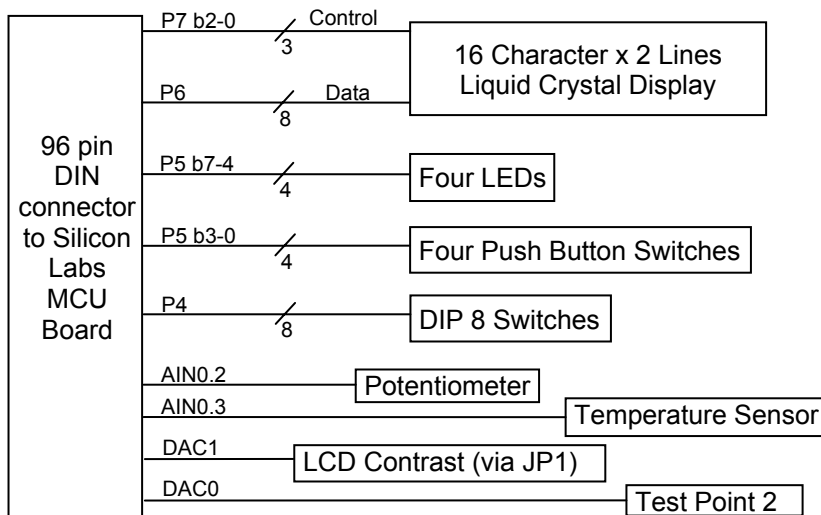 96 pin
DIN
connector
to Silicon
Labs
MCU
Board
P7 b2-0
3
Control
16 Character x 2 Lines
Liquid Crystal Display
P6
8
Data
P5 b7-4
4
Four LEDs
P5 b3-0
4
Four Push Button Switches
P4
8
DIP 8 Switches
AIN0.2
Potentiometer
AIN0.3
Temperature Sensor
DAC1
LCD Contrast (via JP1)
DAC0
Test Point 2